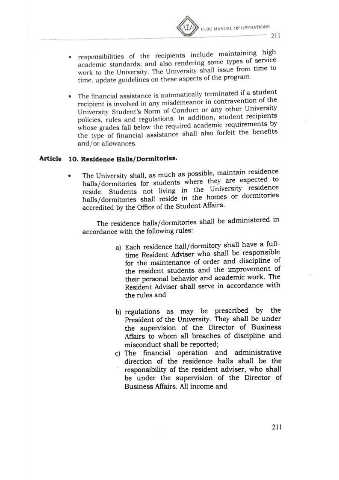 CLSU MANUAL OF OPERATIONS
211
• responsibilities of the recipients include maintaining high
academic standards; and also rendering some types of service
work to the University. The University shall issue from time to
time, update guidelines on these aspects of the program.
• The financial assistance is automatically terminated if a student
recipient is involved in any misdemeanor in contravention of the
University Student's Norm of Conduct or any other University
policies, rules and regulations. In addition, student recipients
whose grades fall below the required academic requirements by
the type of financial assistance shall also forfeit the benefits
and/or allowances.
Article 10. Residence Halls/Dormitories.
• The University shall, as much as possible, maintain residence
halls/dormitories for students where they are expected to
reside. Students not living in the University residence
halls/dormitories shall reside in the homes or dormitories
accredited by the Office of the Student Affairs.
The residence halls/dormitories shall be administered in
accordance with the following rules:
a) Each residence hall/dormitory shall have a full-
time Resident Adviser who shall be responsible
for the maintenance of order and discipline of
the resident students and the improvement of
their personal behavior and academic work. The
Resident Adviser shall serve in accordance with
the rules and
b) regulations as may be prescribed by the
President of the University. They shall be under
the supervision of the Director of Business
Affairs to whom all breaches of discipline and
misconduct shall be reported;
c) The financial operation and administrative
direction of the residence halls shall be the
responsibility of the resident adviser, who shall
be under the supervision of the Director of
Business Affairs. All income and
211